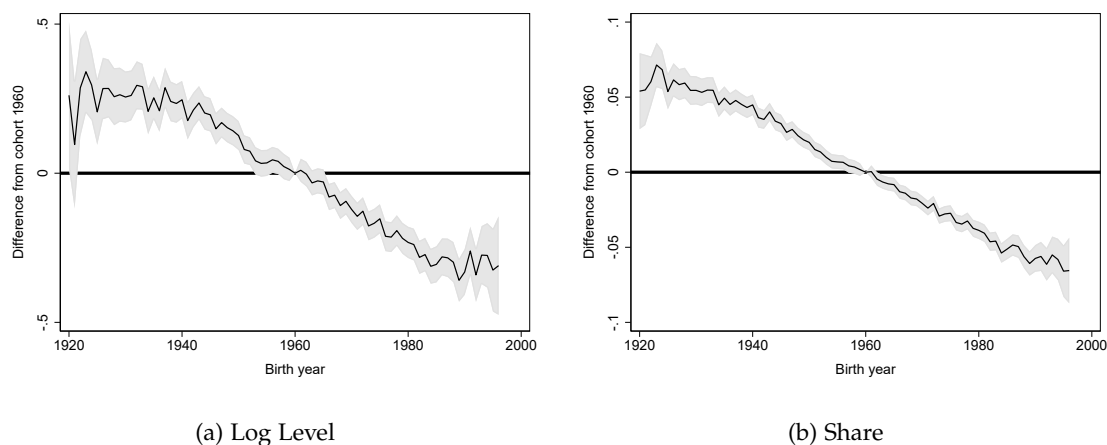 .5
0
-.5
Difference from cohort 1960
1920 1940 1960 1980 2000
Birth year
(a) Log Level
.1
.05
0
-.05
-.1
Difference from cohort 1960
1920 1940 1960 1980 2000
Birth year
(b) Share